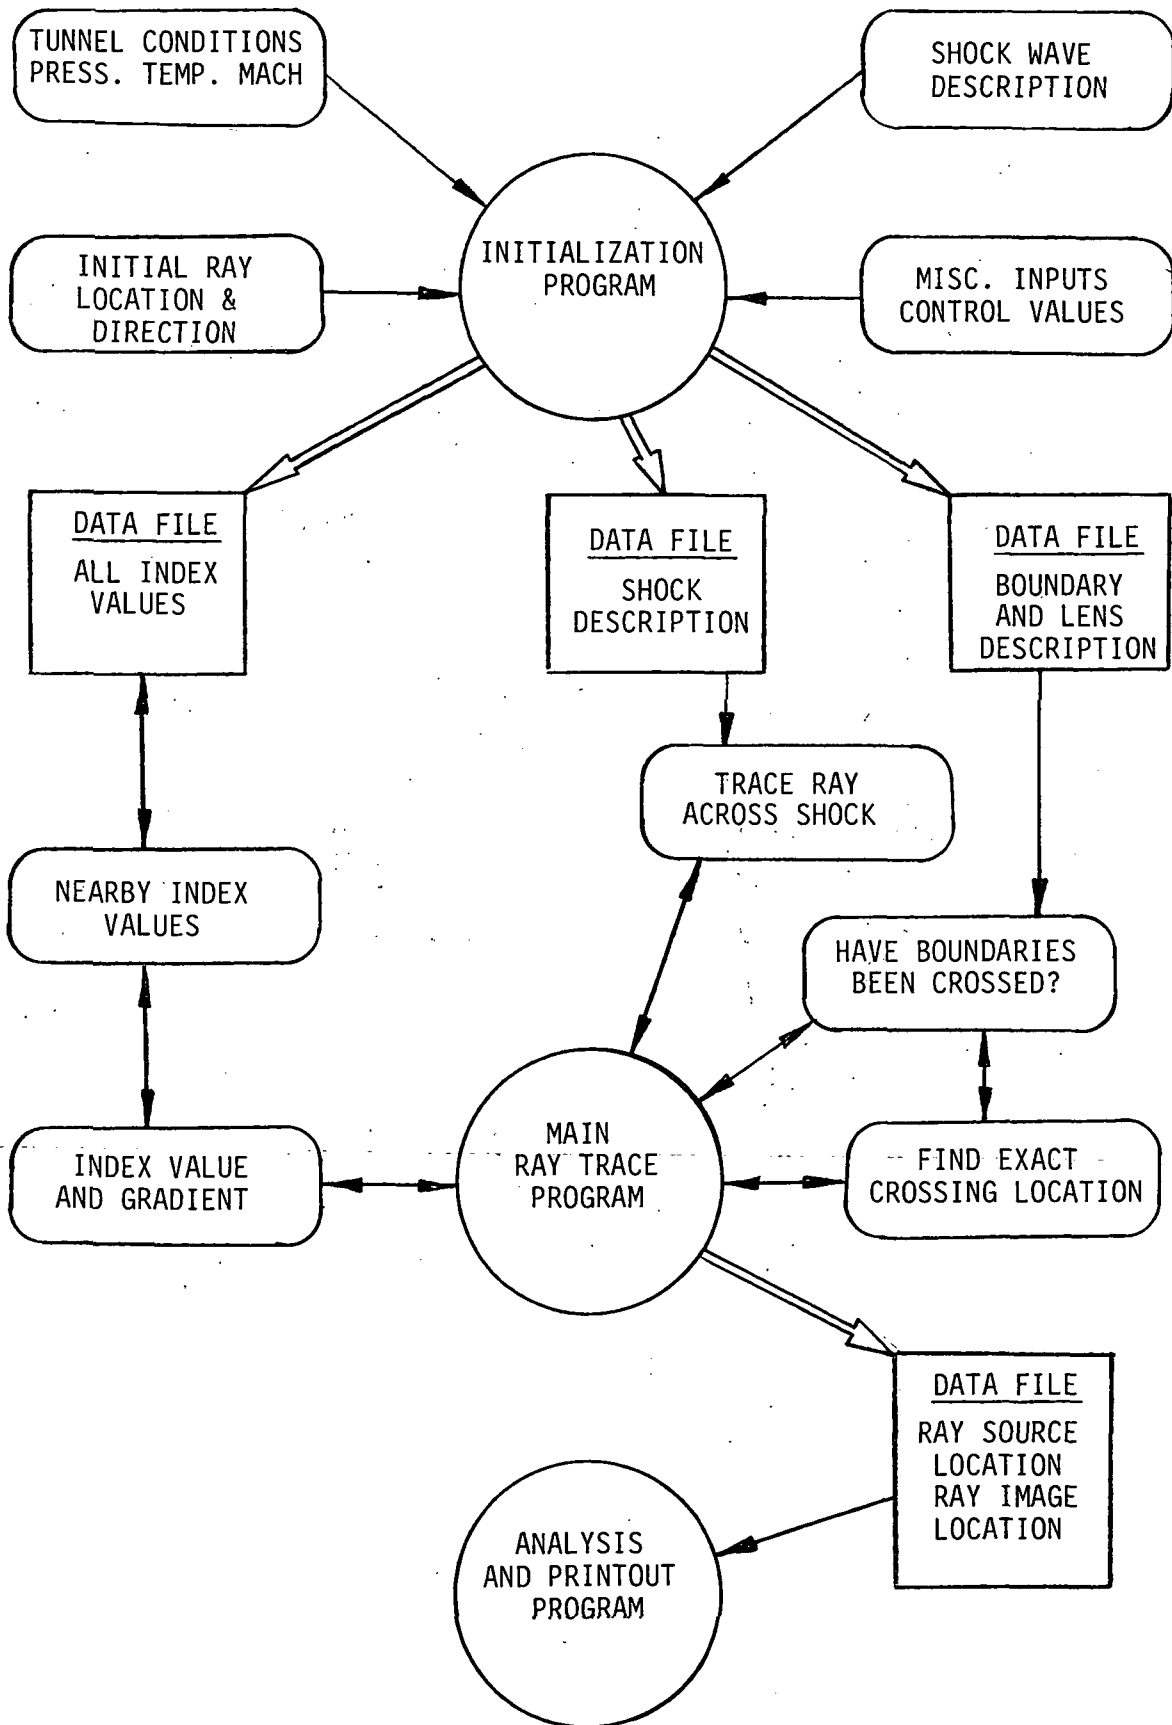 TUNNEL CONDITIONS
PRESS. TEMP. MACH
SHOCK WAVE
DESCRIPTION
INITIALIZATION
PROGRAM
INITIAL RAY
LOCATION &
DIRECTION
MISC. INPUTS
CONTROL VALUES
DATA FILE
ALL INDEX
VALUES
DATA FILE
SHOCK
DESCRIPTION
DATA FILE
BOUNDARY
AND LENS
DESCRIPTION
TRACE RAY
ACROSS SHOCK
NEARBY INDEX
VALUES
HAVE BOUNDARIES
BEEN CROSSED?
MAIN
RAY TRACE
PROGRAM
INDEX VALUE
AND GRADIENT
FIND EXACT
CROSSING LOCATION
DATA FILE
RAY SOURCE
LOCATION
RAY IMAGE
LOCATION
ANALYSIS
AND PRINTOUT
PROGRAM